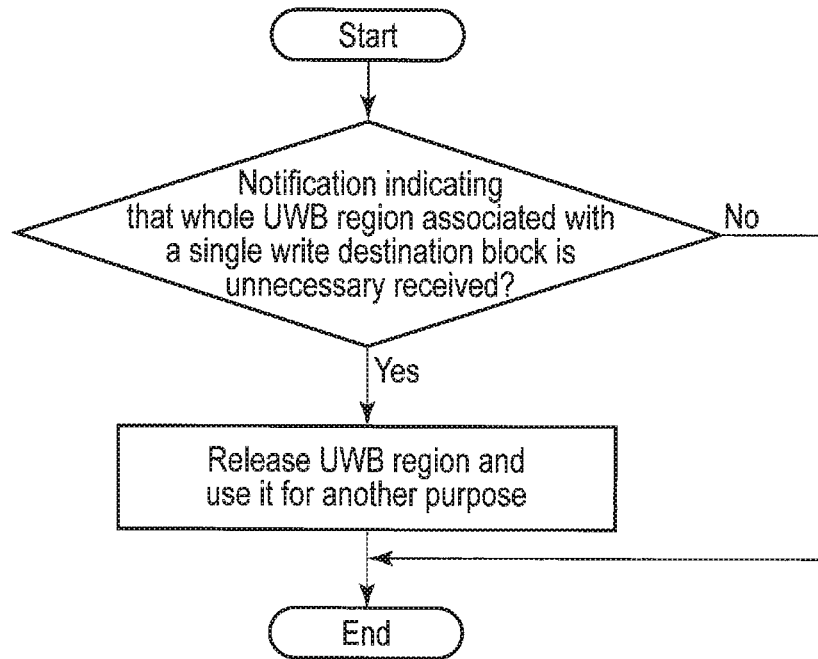 Start
Notification indicating
that whole UWB region associated with
a single write destination block is
unnecessary received?
No
Yes
Release UWB region and
use it for another purpose
End